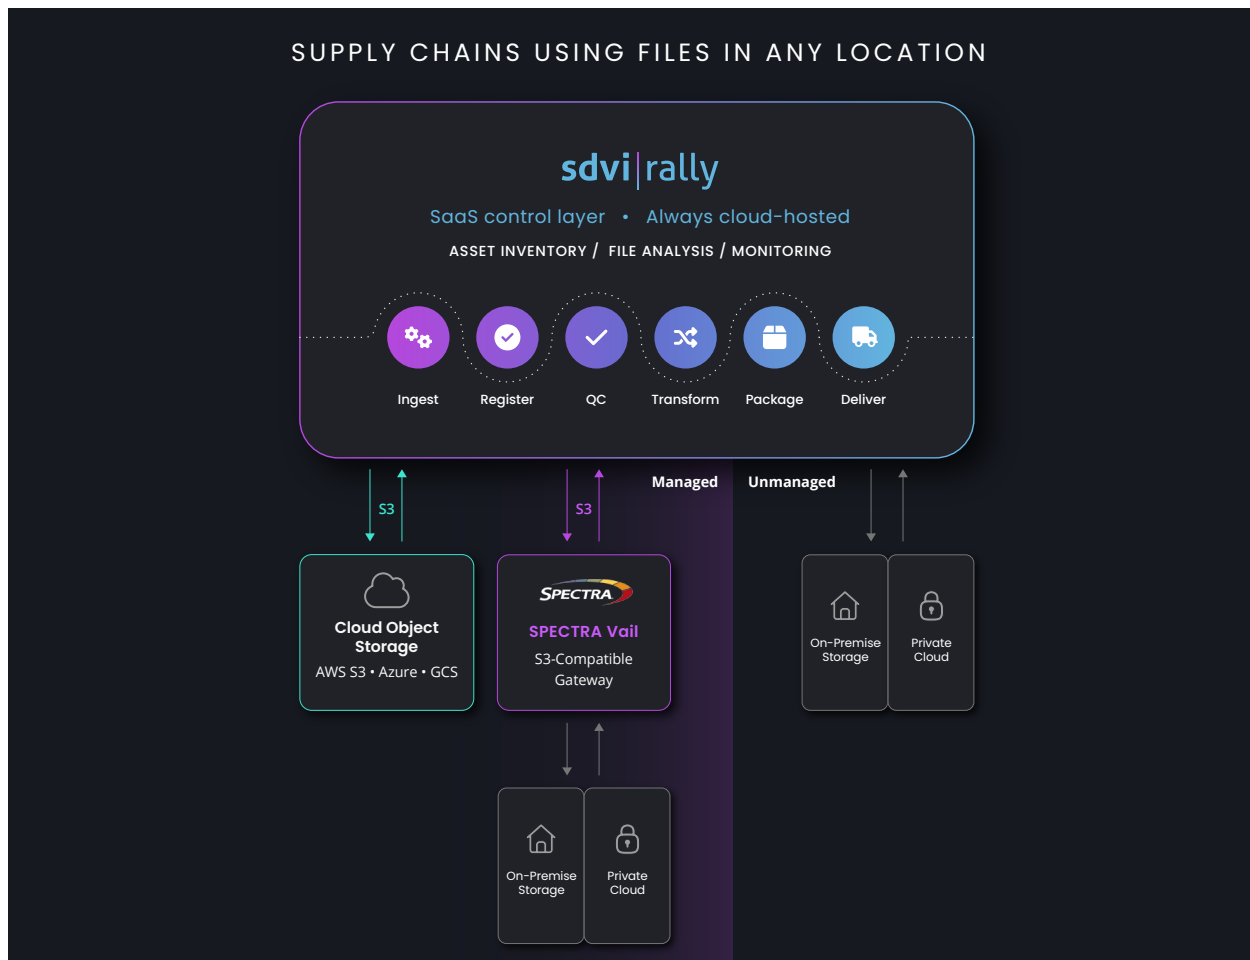 SUPPLY CHAINS USING FILES IN ANY LOCATION
sdvi|rally
SaaS control layer • Always cloud-hosted
ASSET INVENTORY / FILE ANALYSIS / MONITORING
Ingest
Register
QC
Transform
Package
Deliver
Managed
Unmanaged
S3
S3
Cloud Object
Storage
AWS S3 • Azure • GCS
SPECTRA
SPECTRA Vail
S3-Compatible
Gateway
On-Premise
Storage
Private
Cloud
On-Premise
Storage
Private
Cloud